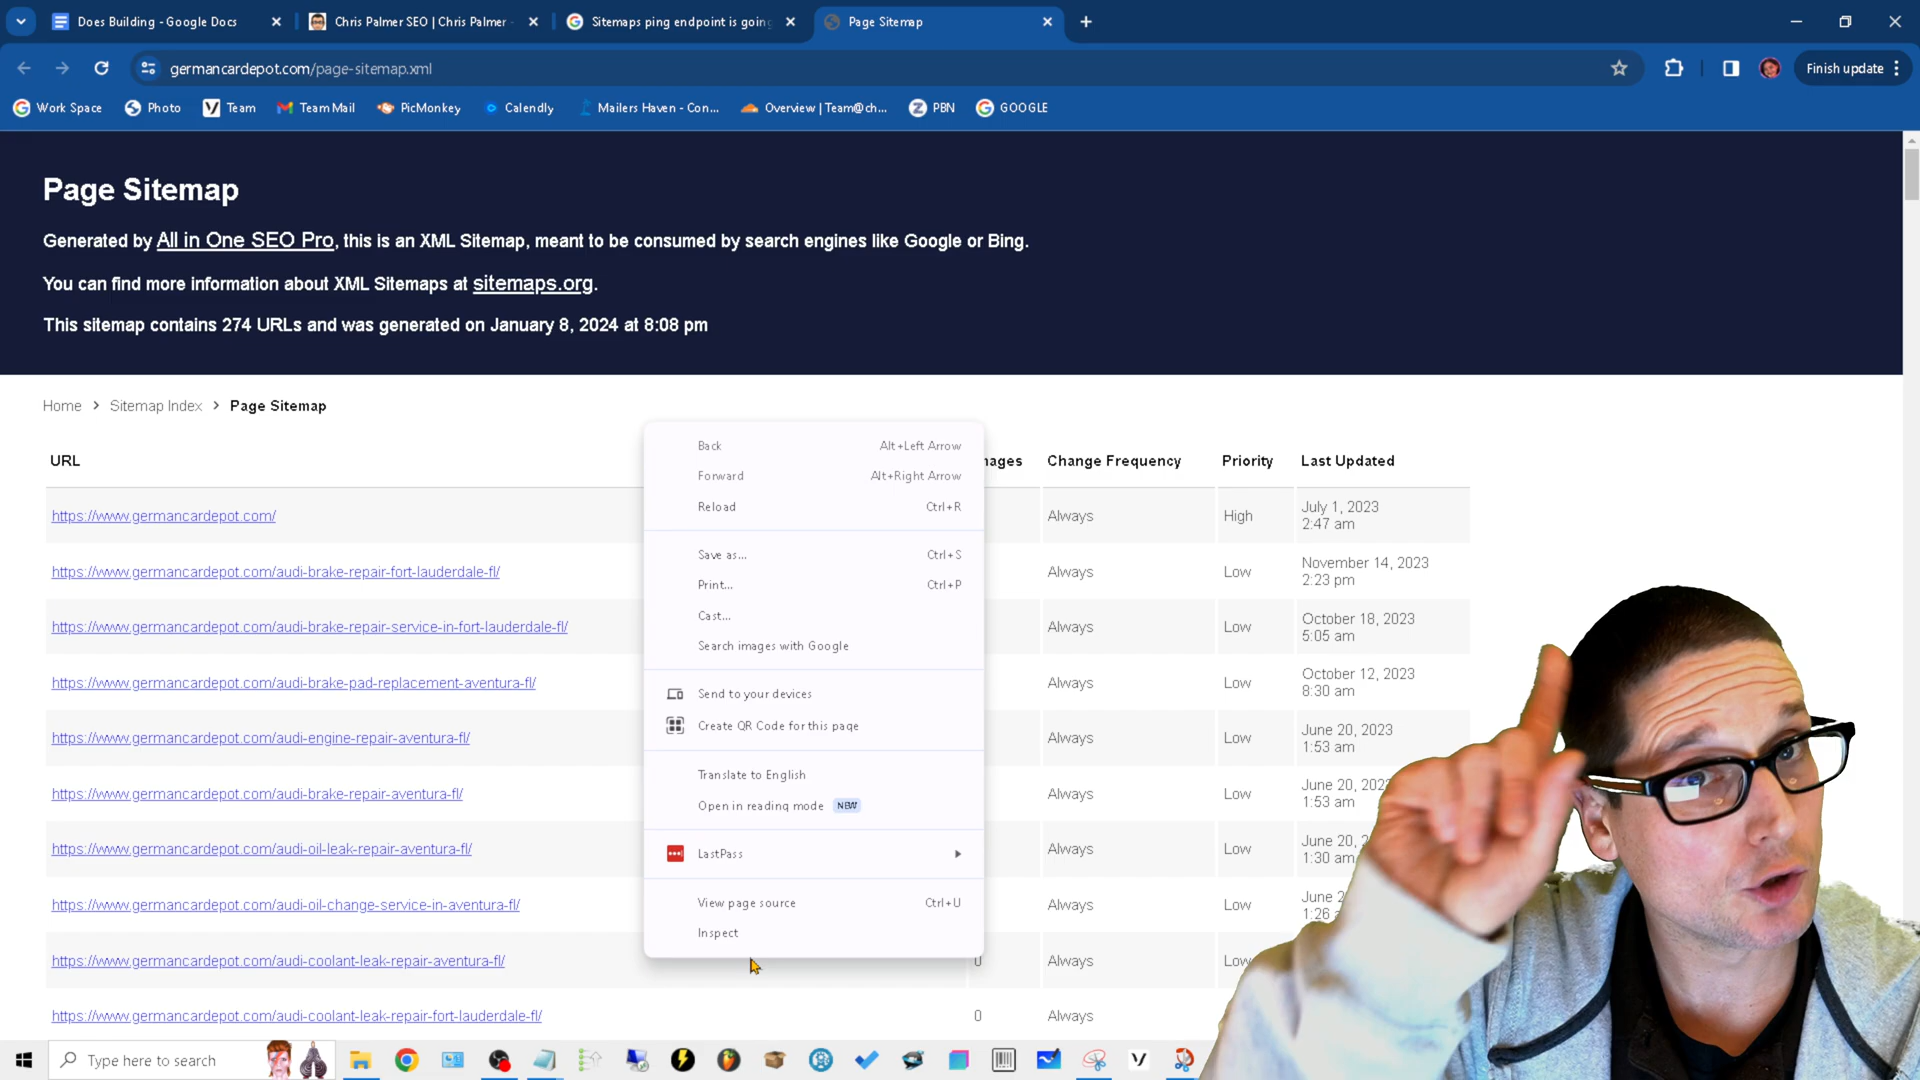 Does Building - Google Docs
Chris Palmer SEO | Chris Palmer
Sitemaps ping endpoint is going
Page Sitemap
germancardepot.com/page-sitemap.xml
Finish update
Work Space
Photo
Team
Team Mail
PicMonkey
Calendly
Mailers Haven - Con...
Overview | Team@ch...
PBN
GOOGLE
Page Sitemap
Generated by All in One SEO Pro, this is an XML Sitemap, meant to be consumed by search engines like Google or Bing.
You can find more information about XML Sitemaps at sitemaps.org.
This sitemap contains 274 URLs and was generated on January 8, 2024 at 8:08 pm
Home > Sitemap Index > Page Sitemap
URL
Change Frequency
Priority
Last Updated
https://www.germancardepot.com/
Always
High
July 1, 2023
2:47 am
https://www.germancardepot.com/audi-brake-repair-fort-lauderdale-fl/
Always
Low
November 14, 2023
2:23 pm
https://www.germancardepot.com/audi-brake-repair-service-in-fort-lauderdale-fl/
Always
Low
October 18, 2023
5:05 am
https://www.germancardepot.com/audi-brake-pad-replacement-aventura-fl/
Always
Low
October 12, 2023
8:30 am
https://www.germancardepot.com/audi-engine-repair-aventura-fl/
Always
Low
June 20, 2023
1:53 am
https://www.germancardepot.com/audi-brake-repair-aventura-fl/
Always
Low
June 20, 202
1:53 am
https://www.germancardepot.com/audi-oil-leak-repair-aventura-fl/
Always
Low
June 20, 2
1:30 am
https://www.germancardepot.com/audi-oil-change-service-in-aventura-fl/
Always
Low
June 2
1:26
https://www.germancardepot.com/audi-coolant-leak-repair-aventura-fl/
0
Always
Low
https://www.germancardepot.com/audi-coolant-leak-repair-fort-lauderdale-fl/
0
Always
Back Alt+Left Arrow
Forward Alt+Right Arrow
Reload Ctrl+R
Save as... Ctrl+S
Print... Ctrl+P
Cast...
Search images with Google
Send to your devices
Create QR Code for this page
Translate to English
Open in reading mode NEW
LastPass
View page source Ctrl+U
Inspect
Type here to search